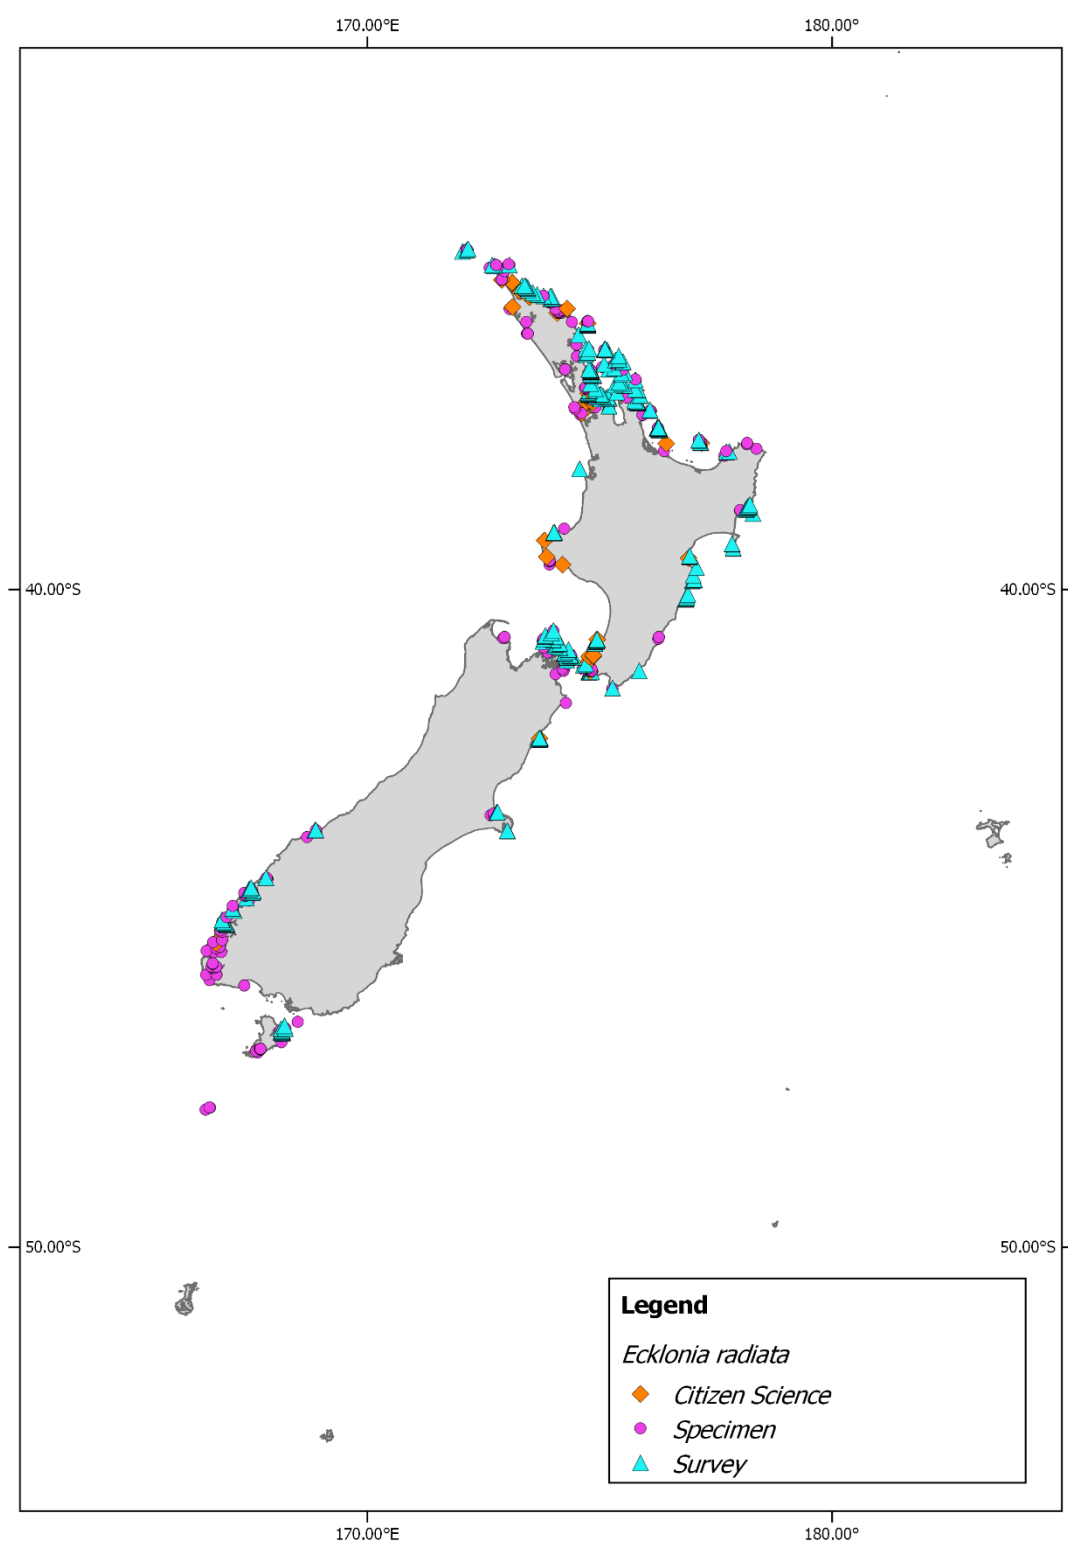 170.00°E 180.00°
40.00°S 40.00°S
50.00°S 50.00°S
Legend
Ecklonia radiata
Citizen Science
Specimen
Survey
170.00°E 180.00°